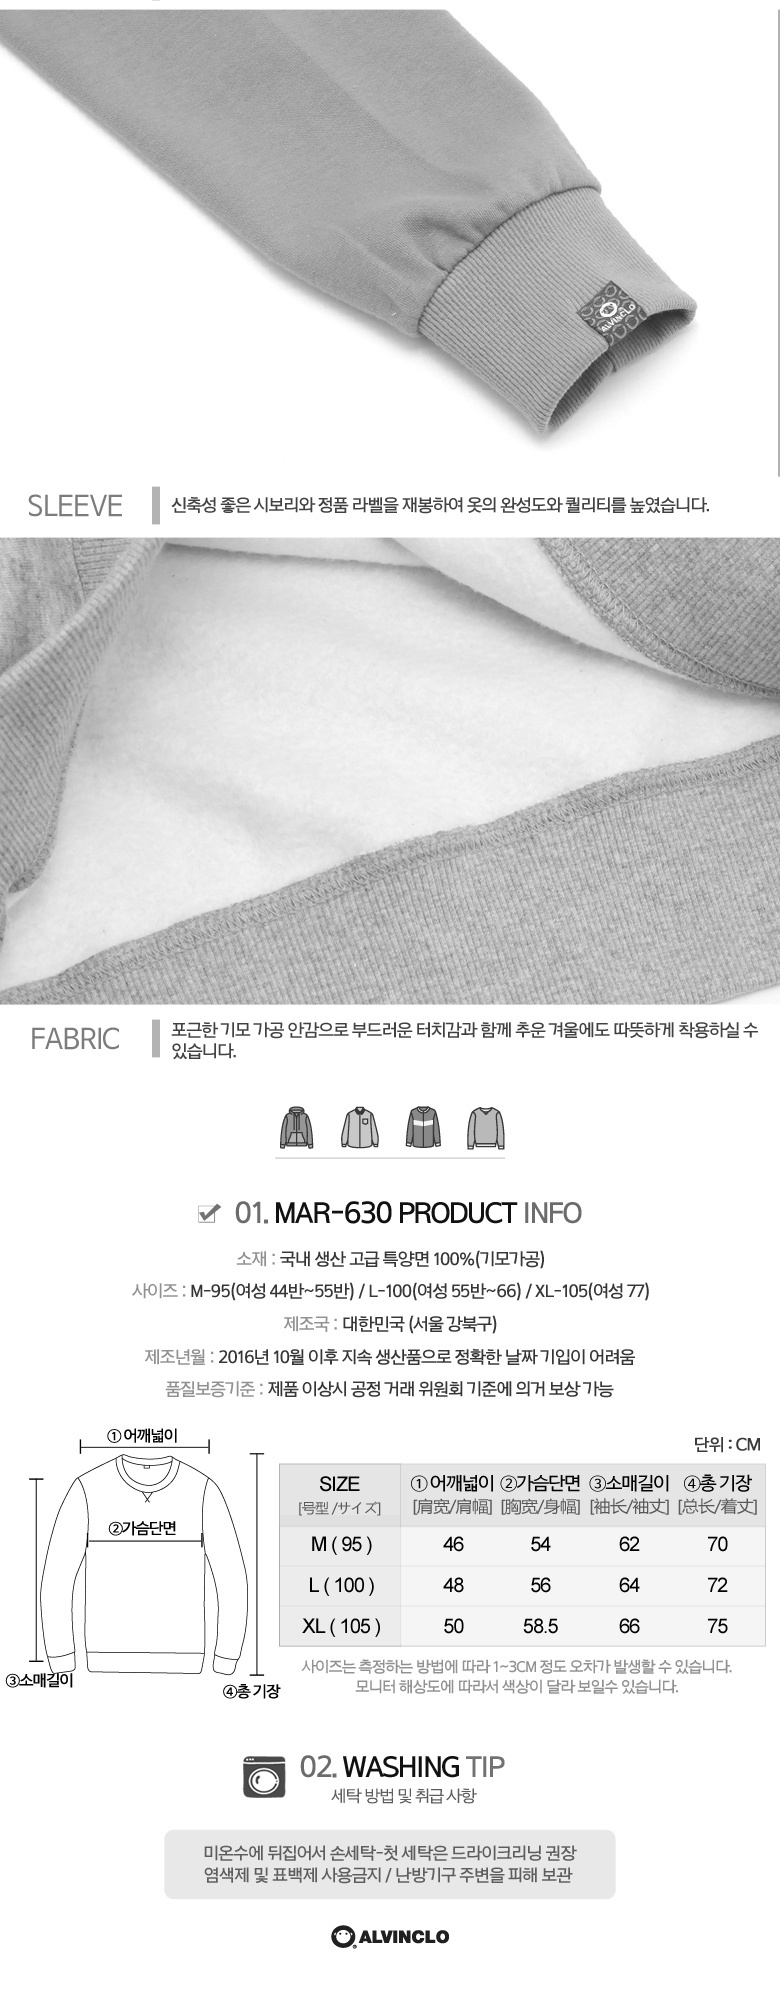 ALVINCLO
SLEEVE
신축성 좋은 시보리와 정품 라벨을 재봉하여 옷의 완성도와 퀄리티를 높였습니다.
FABRIC
포근한 기모 가공 안감으로 부드러운 터치감과 함께 추운 겨울에도 따뜻하게 착용하실 수
있습니다.
01. MAR-630 PRODUCT INFO
소재 : 국내 생산 고급 특양면 100%(기모가공)
사이즈 : M-95(여성 44반~55반) / L-100(여성 55반~66) / XL-105(여성 77)
제조국 : 대한민국 (서울 강북구)
제조년월 : 2016년 10월 이후 지속 생산품으로 정확한 날짜 기입이 어려움
품질보증기준 : 제품 이상시 공정 거래 위원회 기준에 의거 보상 가능
①어깨넓이
②가슴단면
③소매길이
④총 기장
단위 : CM
SIZE ①어깨넓이 ②가슴단면 ③소매길이 ④총 기장
[号型 /サイズ] [肩宽/肩幅] [胸宽/身幅] [袖长/袖丈] [总长/着丈]
M ( 95 ) 46 54 62 70
L ( 100 ) 48 56 64 72
XL ( 105 ) 50 58.5 66 75
사이즈는 측정하는 방법에 따라 1~3CM 정도 오차가 발생할 수 있습니다.
모니터 해상도에 따라서 색상이 달라 보일수 있습니다.
02. WASHING TIP
세탁 방법 및 취급 사항
미온수에 뒤집어서 손세탁-첫 세탁은 드라이크리닝 권장
염색제 및 표백제 사용금지 / 난방기구 주변을 피해 보관
ALVINCLO